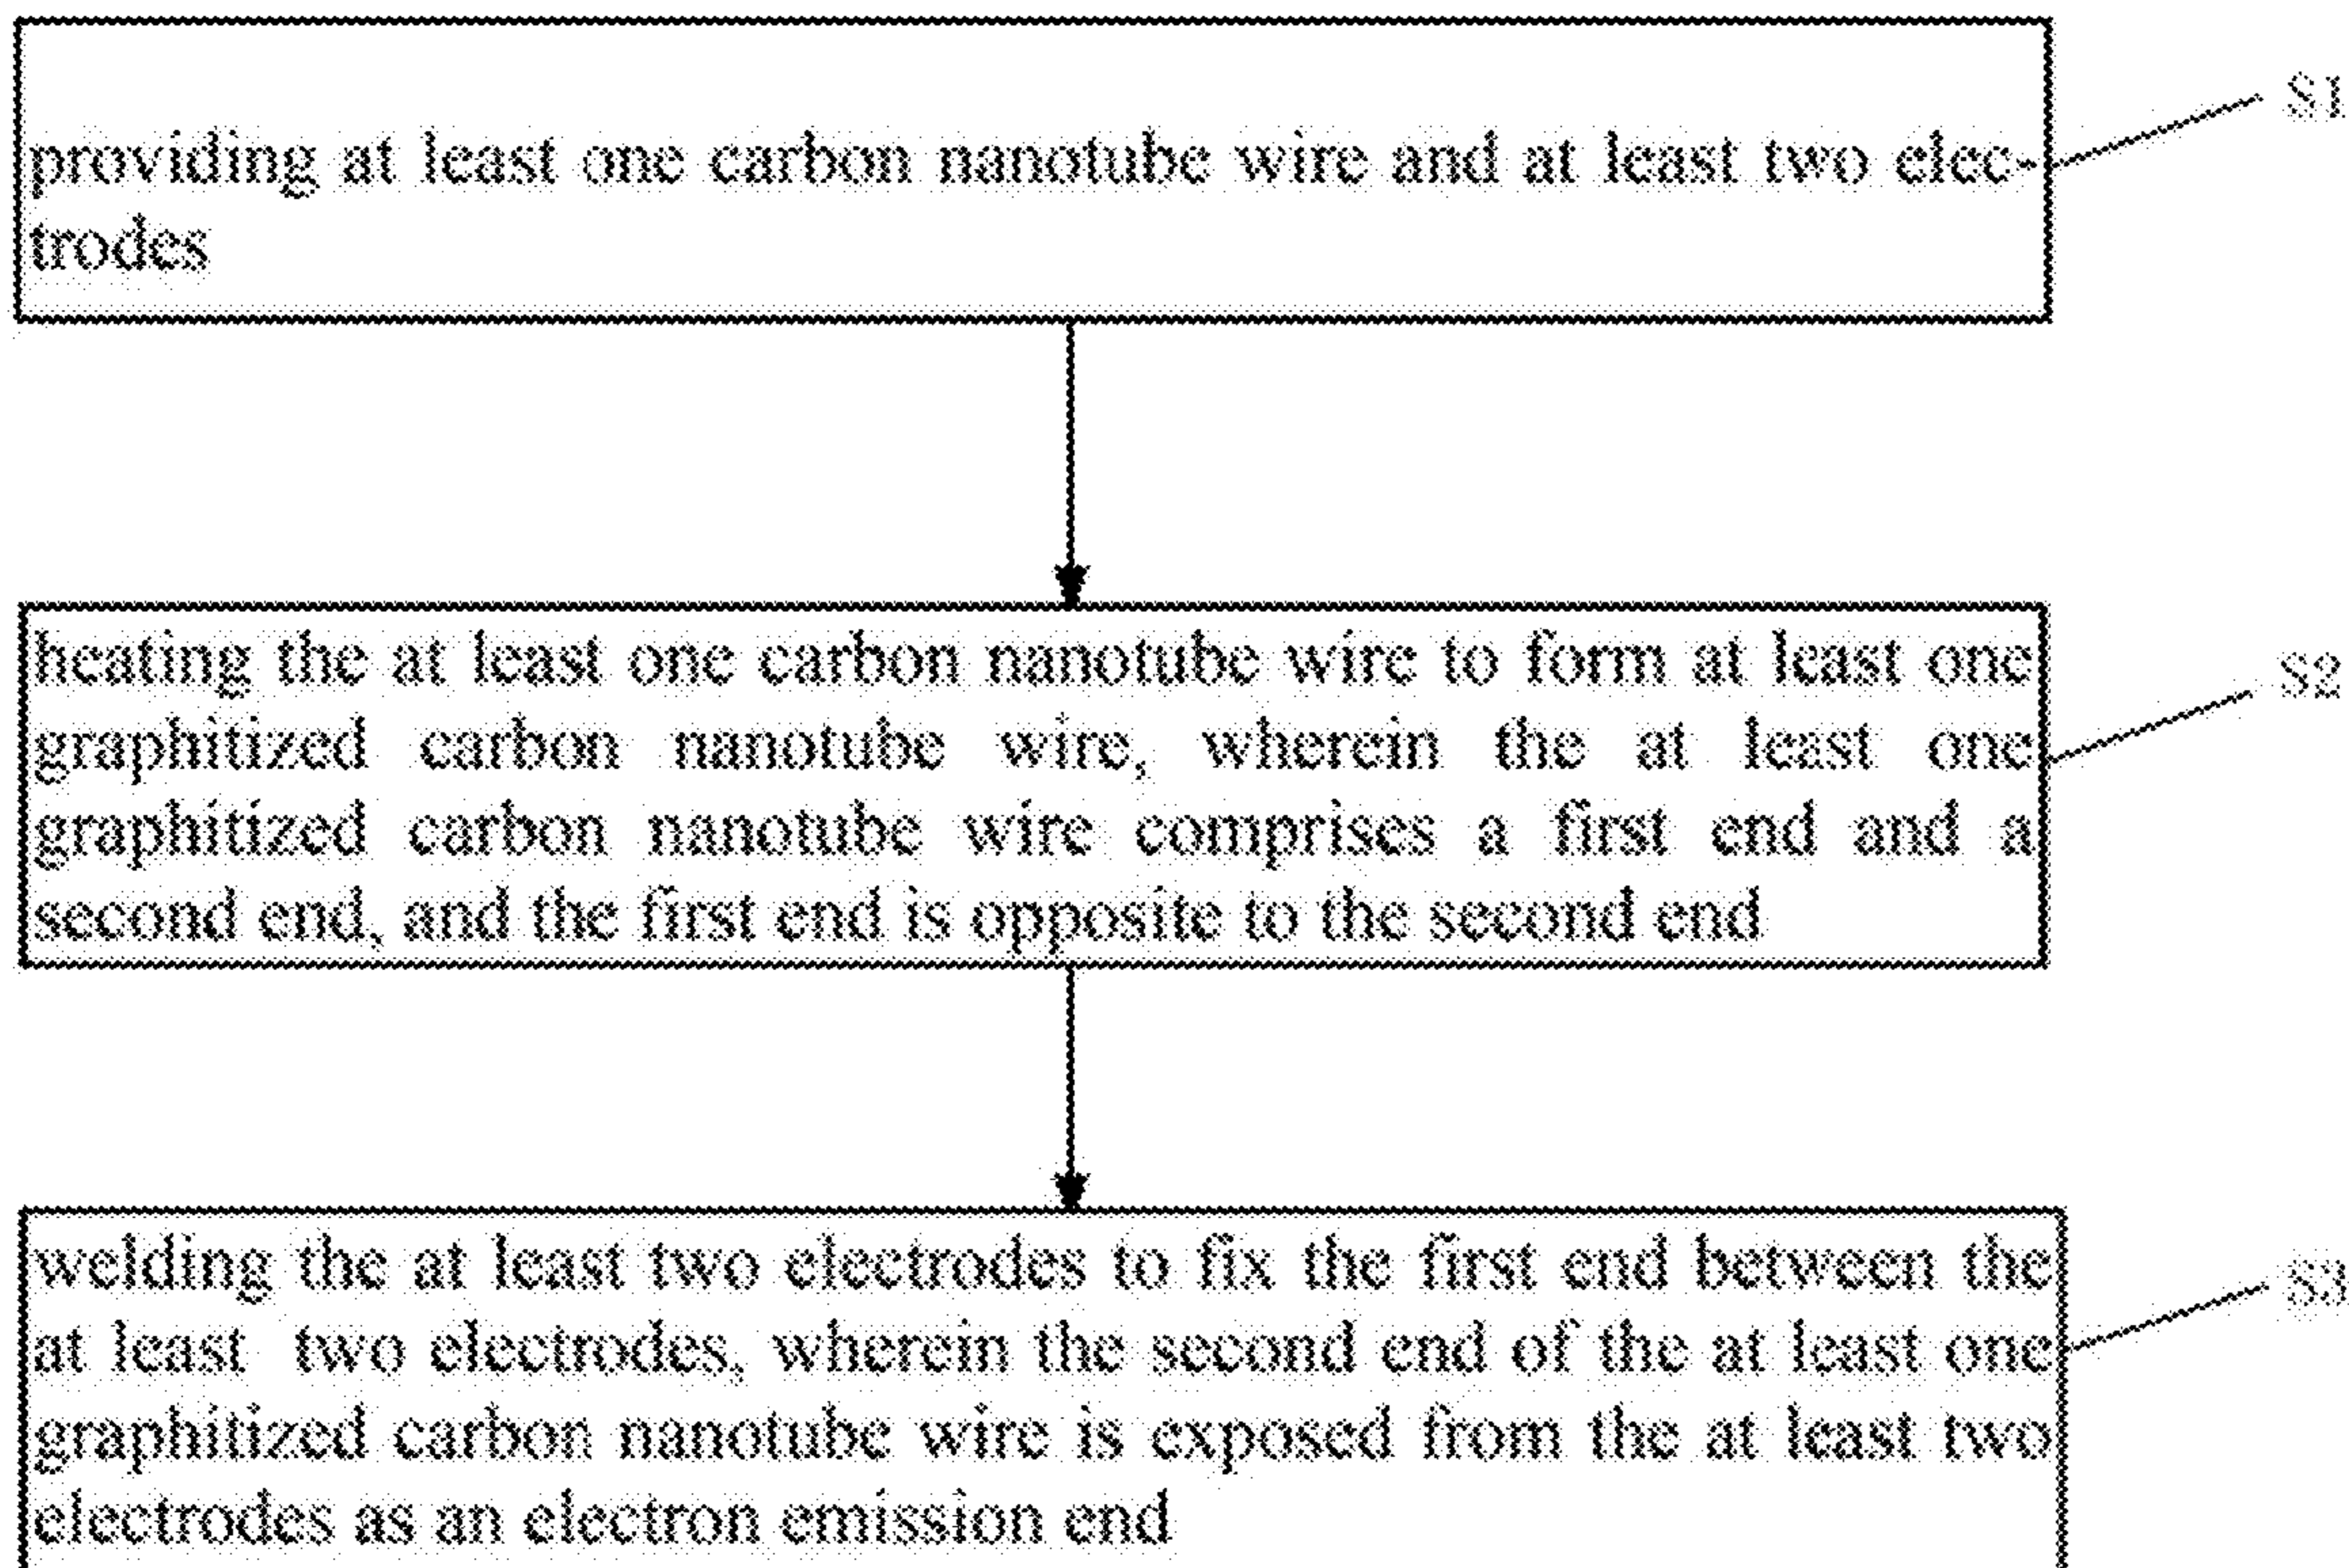 providing at least one carbon nanotube wire and at least two elec-
trodes
S1
heating the at least one carbon nanotube wire to form at least one
graphitized carbon nanotube wire, wherein the at least one
graphitized carbon nanotube wire comprises a first end and a
second end, and the first end is opposite to the second end
S2
welding the at least two electrodes to fix the first end between the
at least two electrodes, wherein the second end of the at least one
graphitized carbon nanotube wire is exposed from the at least two
electrodes as an electron emission end
S3